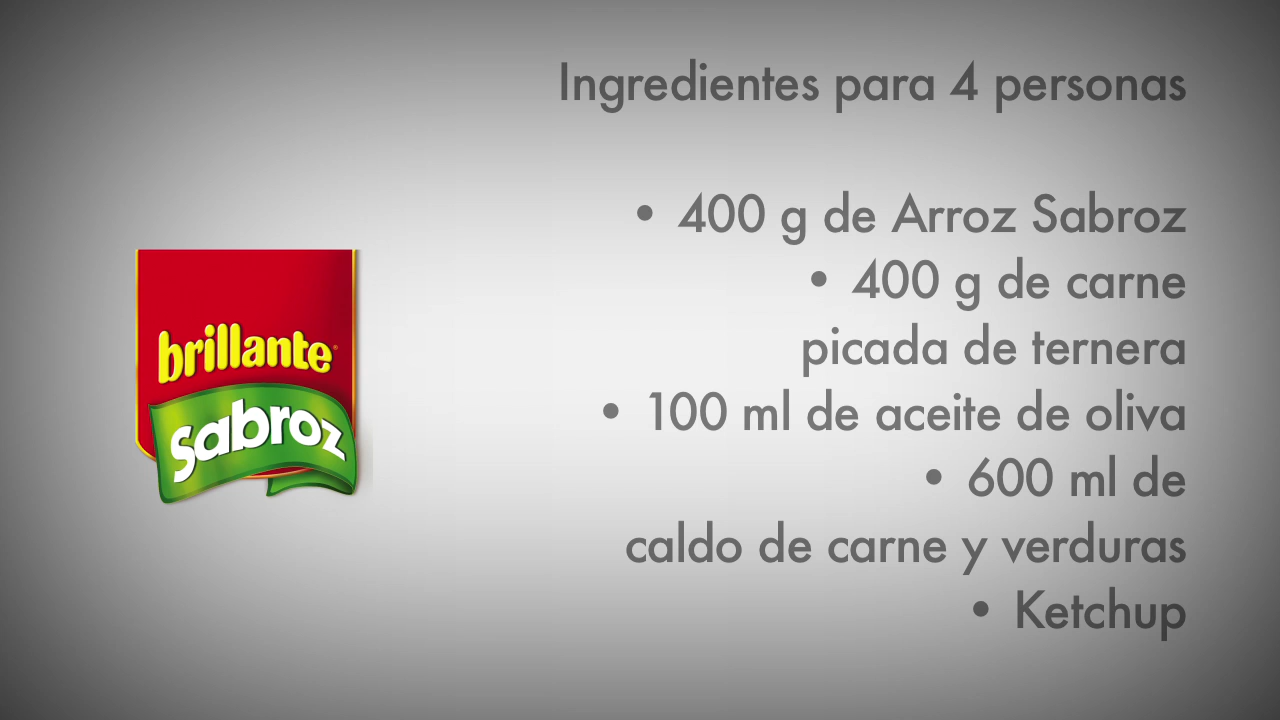 Ingredientes para 4 personas
• 400 g de Arroz Sabroz
• 400 g de carne
picada de ternera
• 100 ml de aceite de oliva
• 600 ml de
caldo de carne y verduras
• Ketchup
brillante
sabroz